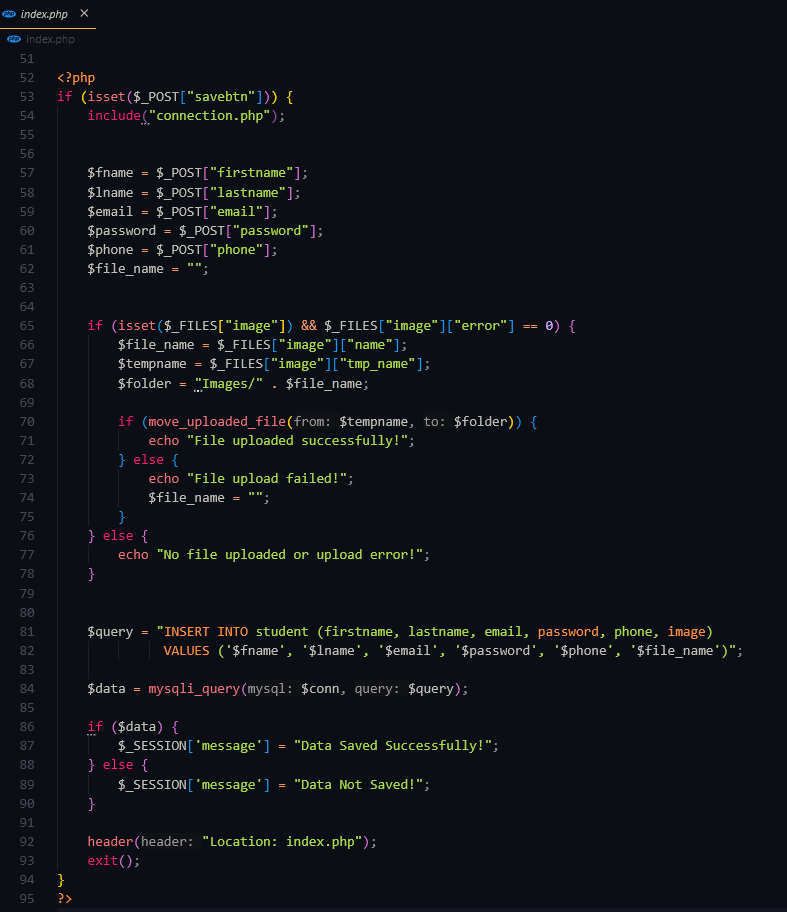 php index.php ×
php index.php
51
52 <?php
53 if (isset($_POST["savebtn"])) {
54     include("connection.php");
55
56
57     $fname = $_POST["firstname"];
58     $lname = $_POST["lastname"];
59     $email = $_POST["email"];
60     $password = $_POST["password"];
61     $phone = $_POST["phone"];
62     $file_name = "";
63
64
65     if (isset($_FILES["image"]) && $_FILES["image"]["error"] == 0) {
66         $file_name = $_FILES["image"]["name"];
67         $tempname = $_FILES["image"]["tmp_name"];
68         $folder = "Images/" . $file_name;
69
70         if (move_uploaded_file(from: $tempname, to: $folder)) {
71             echo "File uploaded successfully!";
72         } else {
73             echo "File upload failed!";
74             $file_name = "";
75         }
76     } else {
77         echo "No file uploaded or upload error!";
78     }
79
80
81     $query = "INSERT INTO student (firstname, lastname, email, password, phone, image)
82               VALUES ('$fname', '$lname', '$email', '$password', '$phone', '$file_name')";
83
84     $data = mysqli_query(mysql: $conn, query: $query);
85
86     if ($data) {
87         $_SESSION['message'] = "Data Saved Successfully!";
88     } else {
89         $_SESSION['message'] = "Data Not Saved!";
90     }
91
92     header(header: "Location: index.php");
93     exit();
94 }
95 ?>